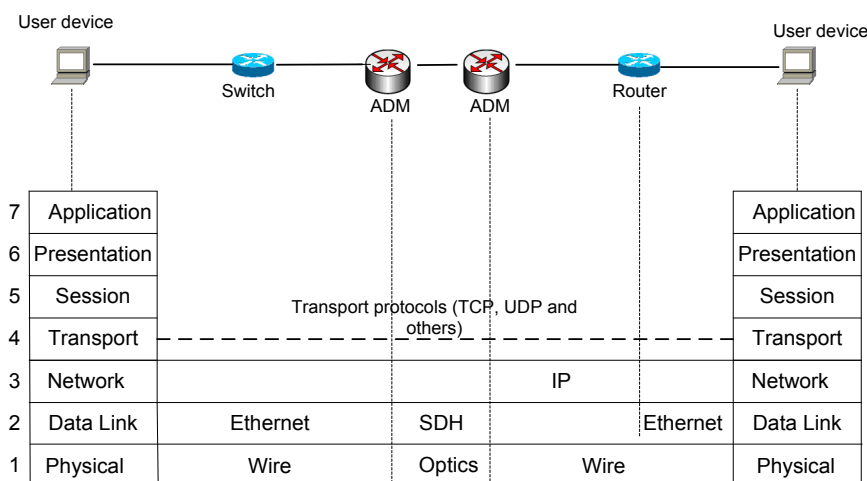 User device
User device
Switch
ADM
ADM
Router
7 Application
Application
6 Presentation
Presentation
5 Session
Session
Transport protocols (TCP, UDP and
others)
4 Transport
Transport
3 Network
IP
Network
2 Data Link
Ethernet
SDH
Ethernet
Data Link
1 Physical
Wire
Optics
Wire
Physical